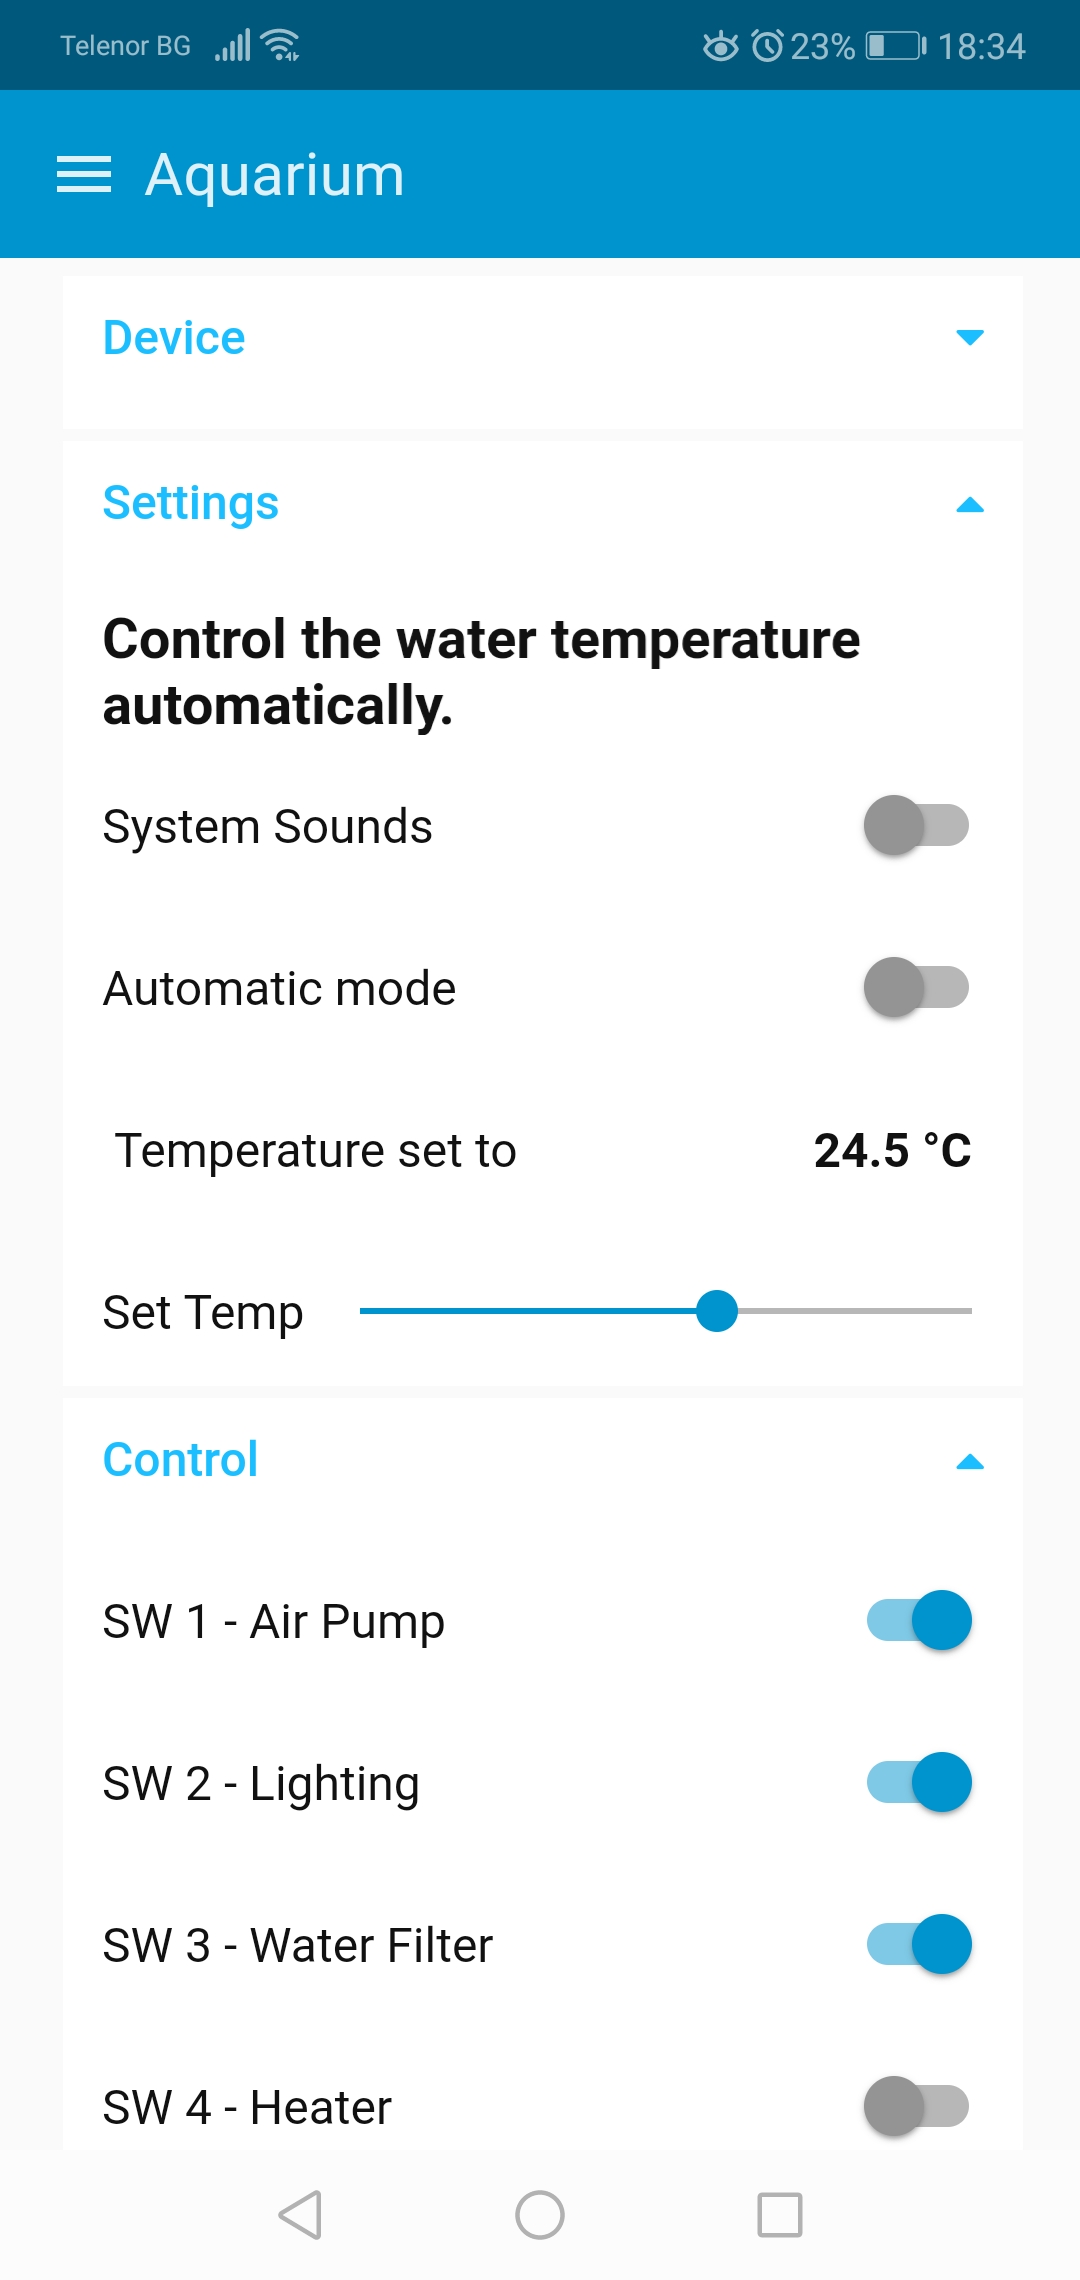 Telenor BG 23% 18:34
Aquarium
Device
Settings
Control the water temperature
automatically.
System Sounds
Automatic mode
Temperature set to 24.5 °C
Set Temp
Control
SW 1 - Air Pump
SW 2 - Lighting
SW 3 - Water Filter
SW 4 - Heater